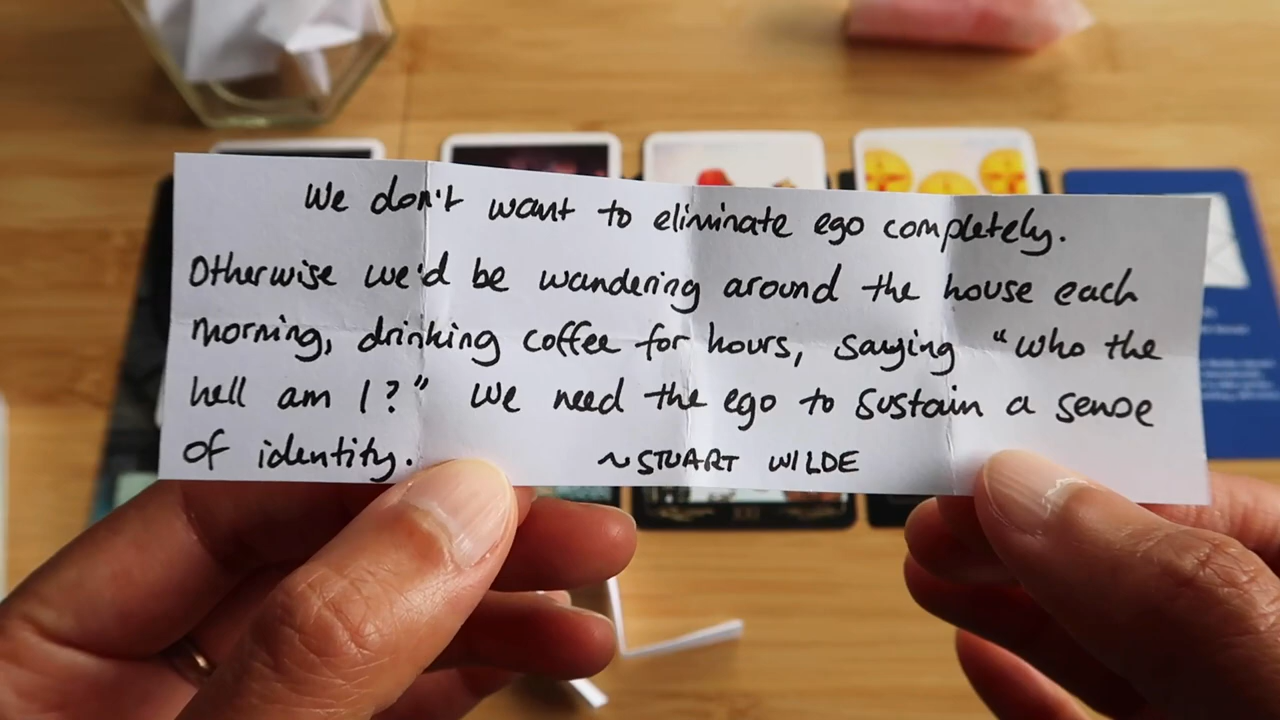 We don't want to eliminate ego completely.
Otherwise we'd be wandering around the house each
morning, drinking coffee for hours, saying "who the
hell am I?" We need the ego to sustain a sense
of identity. ~STUART WILDE
XXI